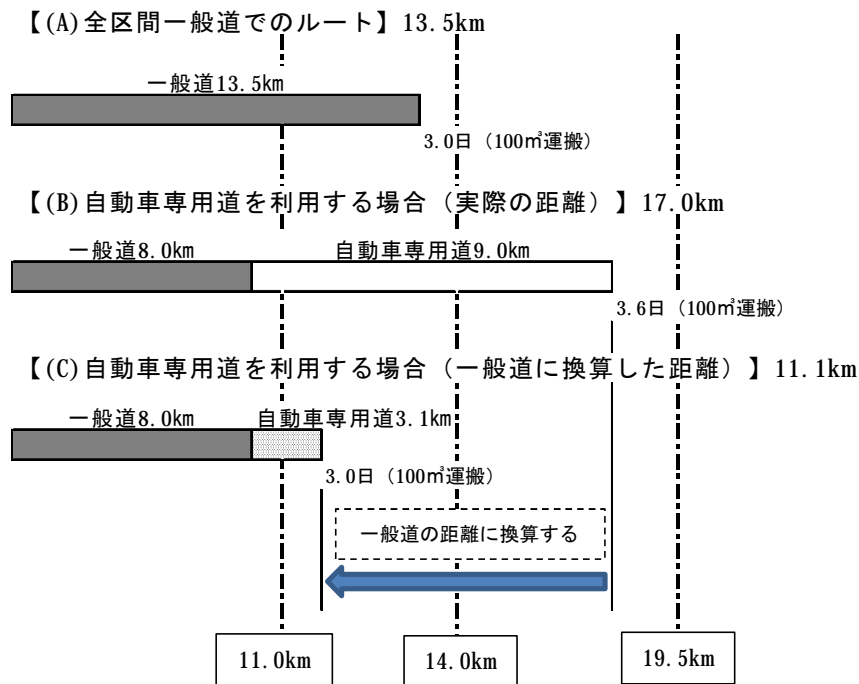 【(A)全区間一般道でのルート】13.5km
一般道13.5㎞
3.0日（100㎥運搬）
【(B)自動車専用道を利用する場合（実際の距離）】17.0km
一般道8.0㎞
自動車専用道9.0㎞
3.6日（100㎥運搬）
【(C)自動車専用道を利用する場合（一般道に換算した距離）】11.1km
一般道8.0㎞
自動車専用道3.1㎞
3.0日（100㎥運搬）
一般道の距離に換算する
11.0km
14.0km
19.5km